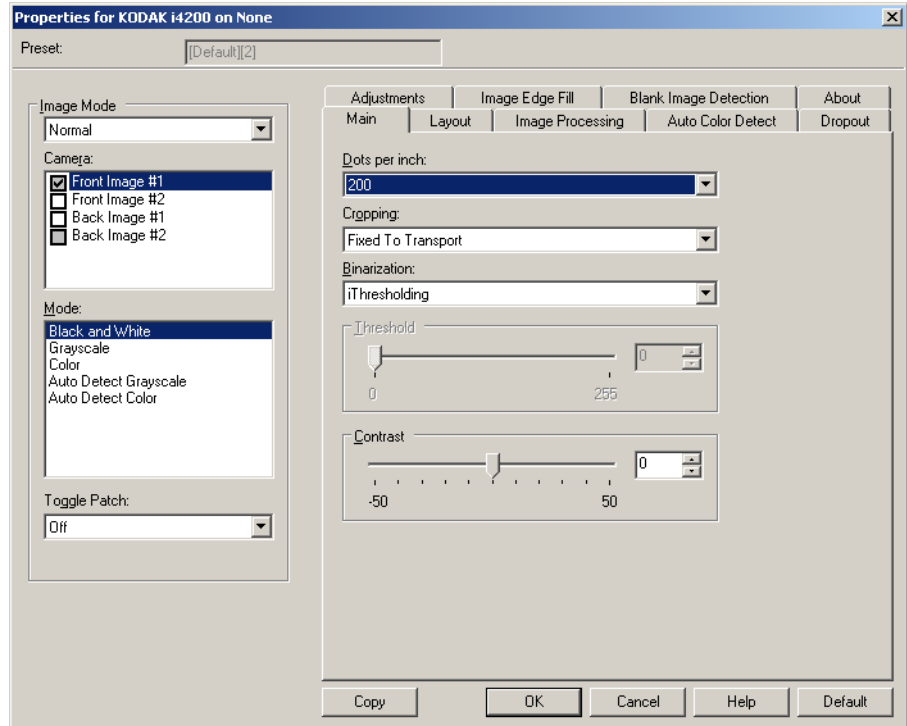 Properties for KODAK i4200 on None
Preset:
[Default][2]
Image Mode
Normal
Camera:
Front Image #1
Front Image #2
Back Image #1
Back Image #2
Mode:
Black and White
Grayscale
Color
Auto Detect Grayscale
Auto Detect Color
Toggle Patch:
Off
Adjustments
Image Edge Fill
Blank Image Detection
About
Main
Layout
Image Processing
Auto Color Detect
Dropout
Dots per inch:
200
Cropping:
Fixed To Transport
Binarization:
iThresholding
Threshold
0
0
255
Contrast
0
-50
50
Copy
OK
Cancel
Help
Default